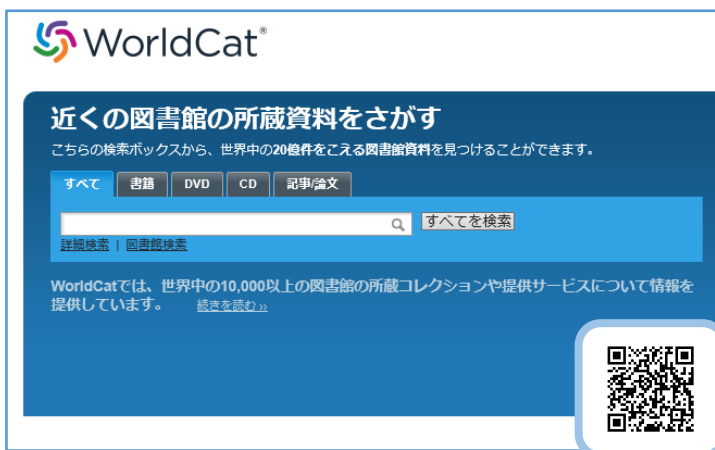 WorldCat®
近くの図書館の所蔵資料をさがす
こちらの検索ボックスから、世界中の20億件をこえる図書館資料を見つけることができます。
すべて 書籍 DVD CD 記事/論文
すべてを検索
詳細検索 | 図書館検索
WorldCatでは、世界中の10,000以上の図書館の所蔵コレクションや提供サービスについて情報を
提供しています。 続きを読む »